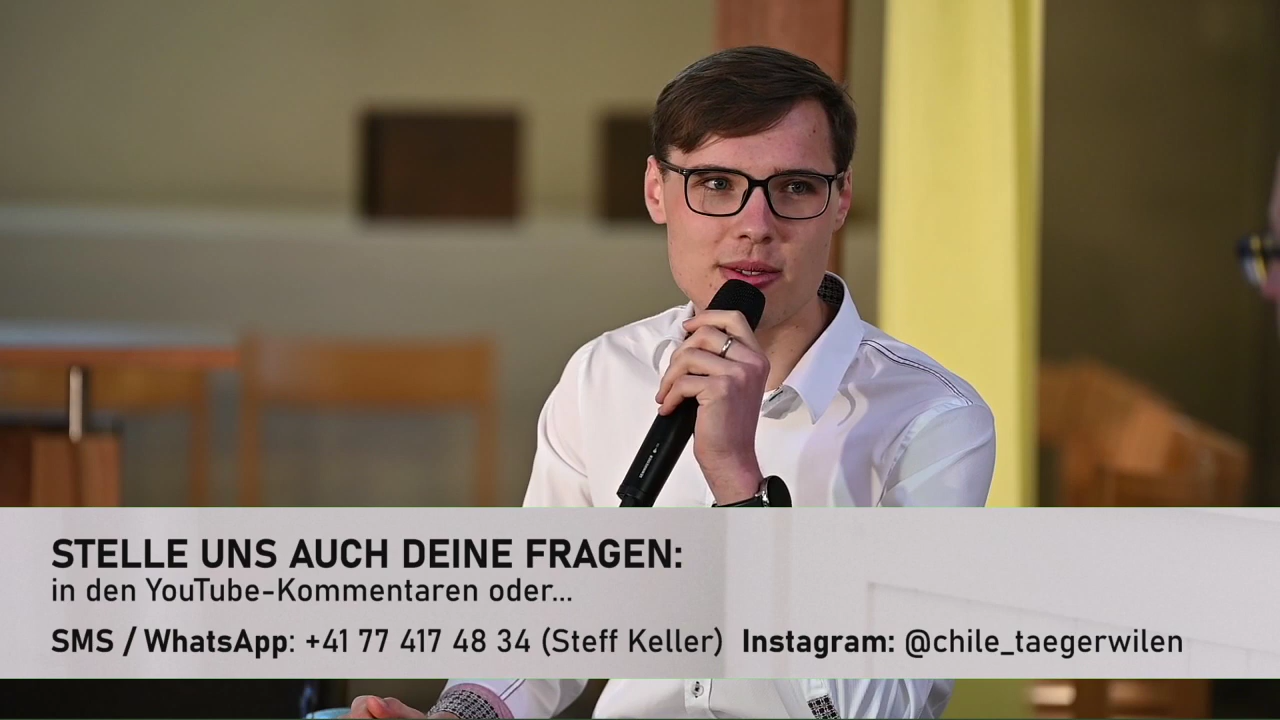 STELLE UNS AUCH DEINE FRAGEN:
in den YouTube-Kommentaren oder...
SMS / WhatsApp: +41 77 417 48 34 (Steff Keller) Instagram: @chile_taegerwilen